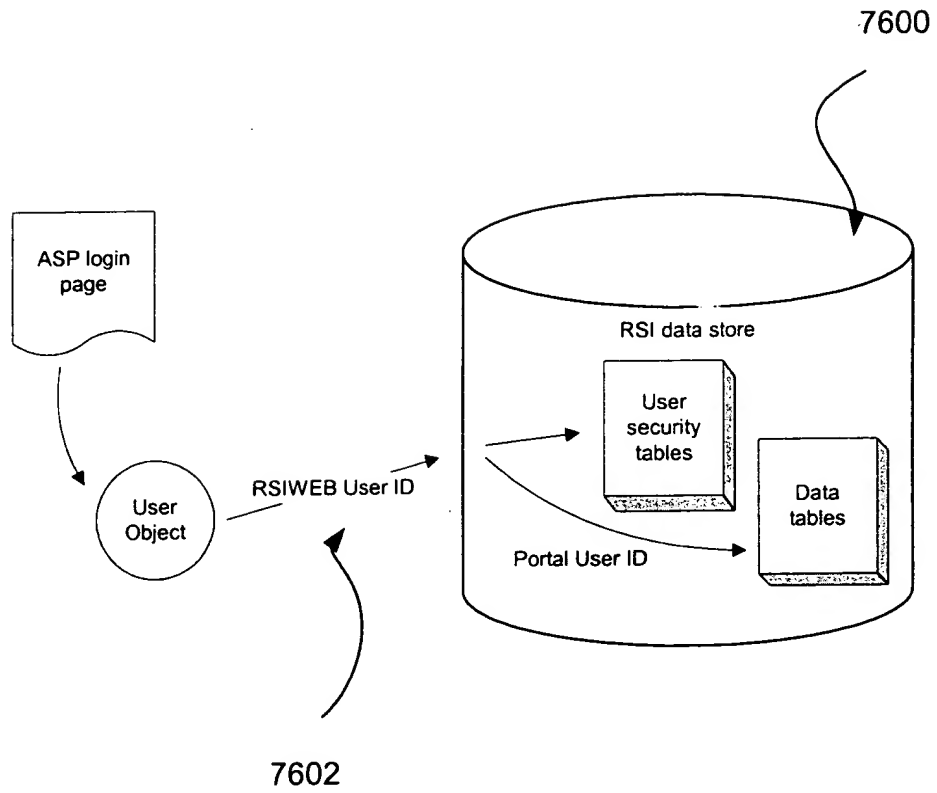 7600
ASP login
page
RSI data store
User
security
tables
RSIWEB User ID
User
Object
Data
tables
Portal User ID
7602